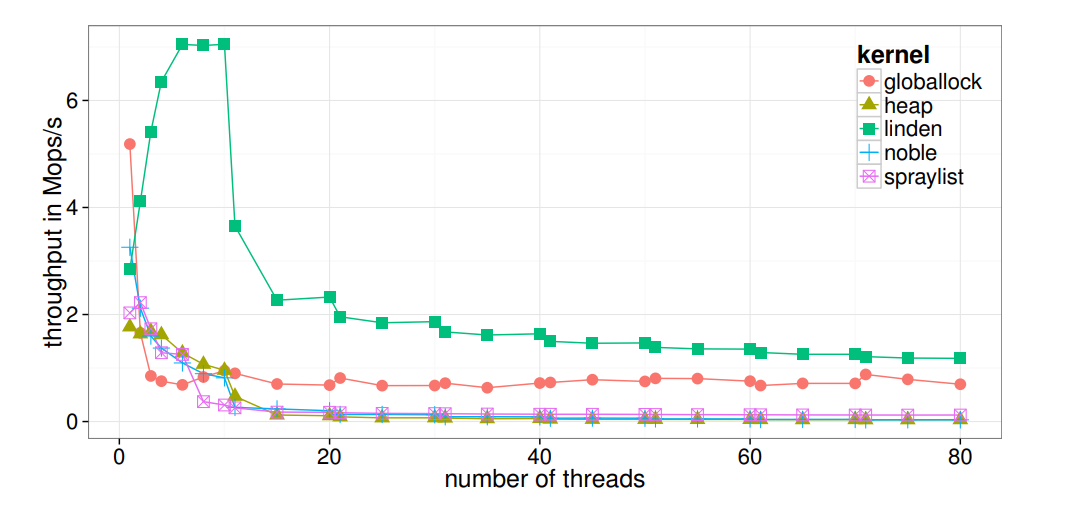 kernel
globallock
heap
linden
noble
spraylist
throughput in Mops/s
6
4
2
0
0 20 40 60 80
number of threads